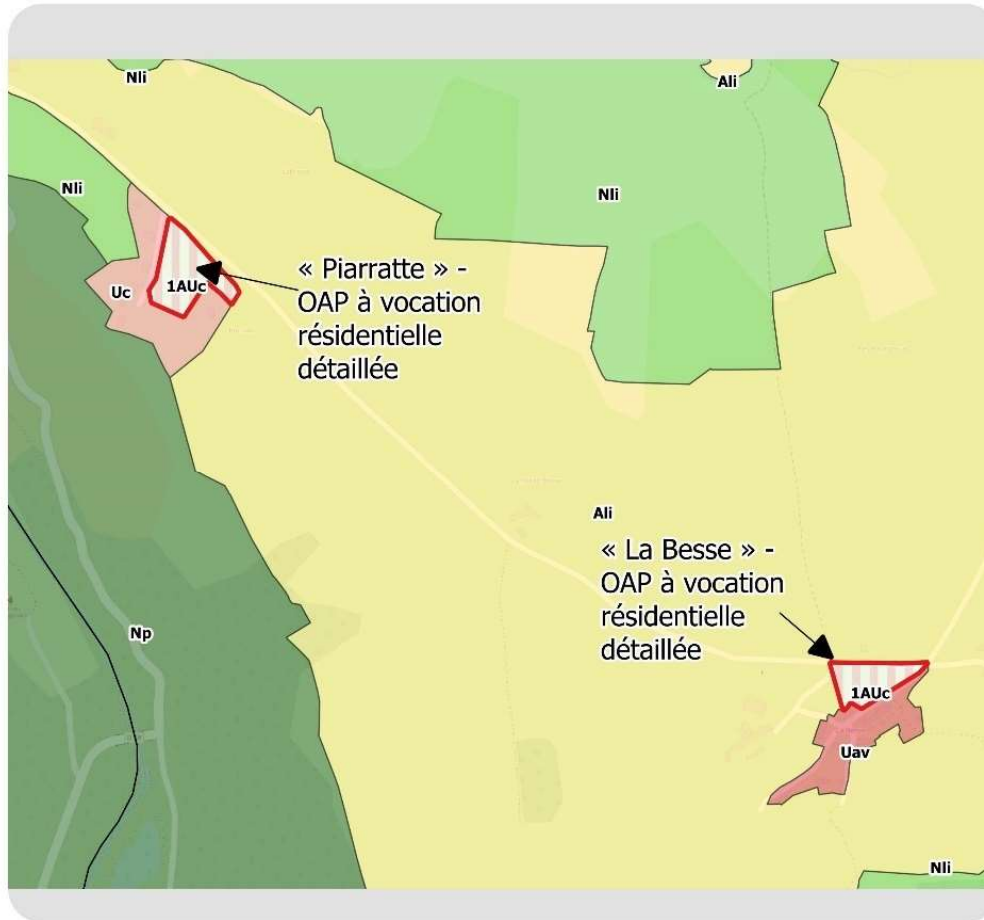 Nli
Ali
Nli
Nli
« Piarratte » -
OAP à vocation
résidentielle
détaillée
1AUc
Uc
Ali
« La Besse » -
OAP à vocation
résidentielle
détaillée
Np
1AUc
Uav
Nli